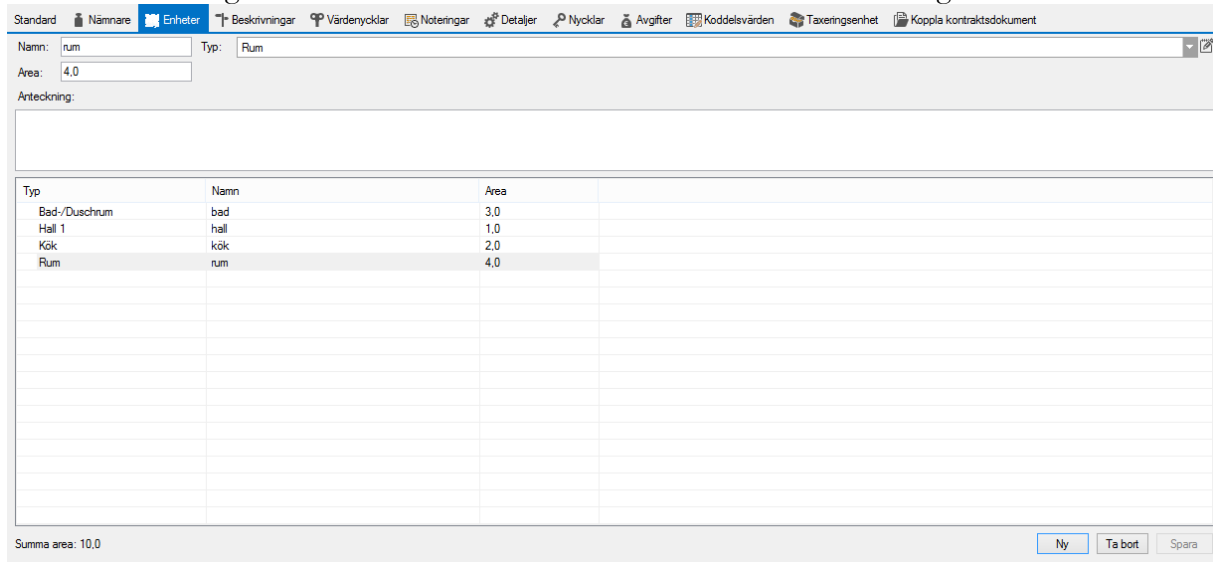 Standard Nämnare Enheter Beskrivningar Värdenycklar Noteringar Detaljer Nycklar Avgifter Koddelsvärden Taxeringsenhet Koppla kontraktsdokument
Namn: rum Typ: Rum
Area: 4,0
Anteckning:
Typ Namn Area
Bad-/Duschrum bad 3,0
Hall 1 hall 1,0
Kök kök 2,0
Rum rum 4,0
Summa area: 10,0 Ny Ta bort Spara